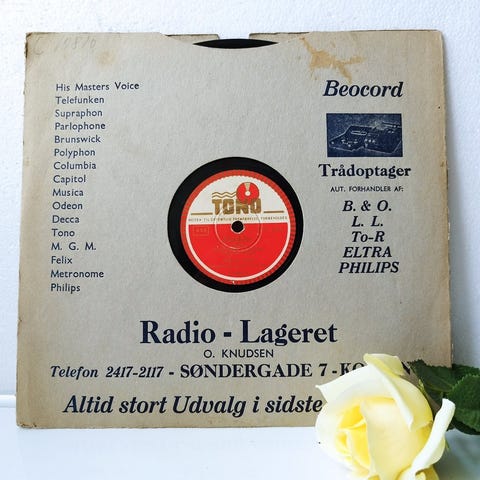 His Masters Voice
Telefunken
Supraphon
Parlophone
Brunswick
Polyphon
Columbia
Capitol
Musica
Odeon
Decca
Tono
M. G. M.
Felix
Metronome
Philips
Beocord
Trådoptager
AUT. FORHANDLER AF:
B. & O.
L. L.
To-R
ELTRA
PHILIPS
TONO
Radio - Lageret
O. KNUDSEN
Telefon 2417-2117 - SØNDERGADE 7 - KO
Altid stort Udvalg i sidste